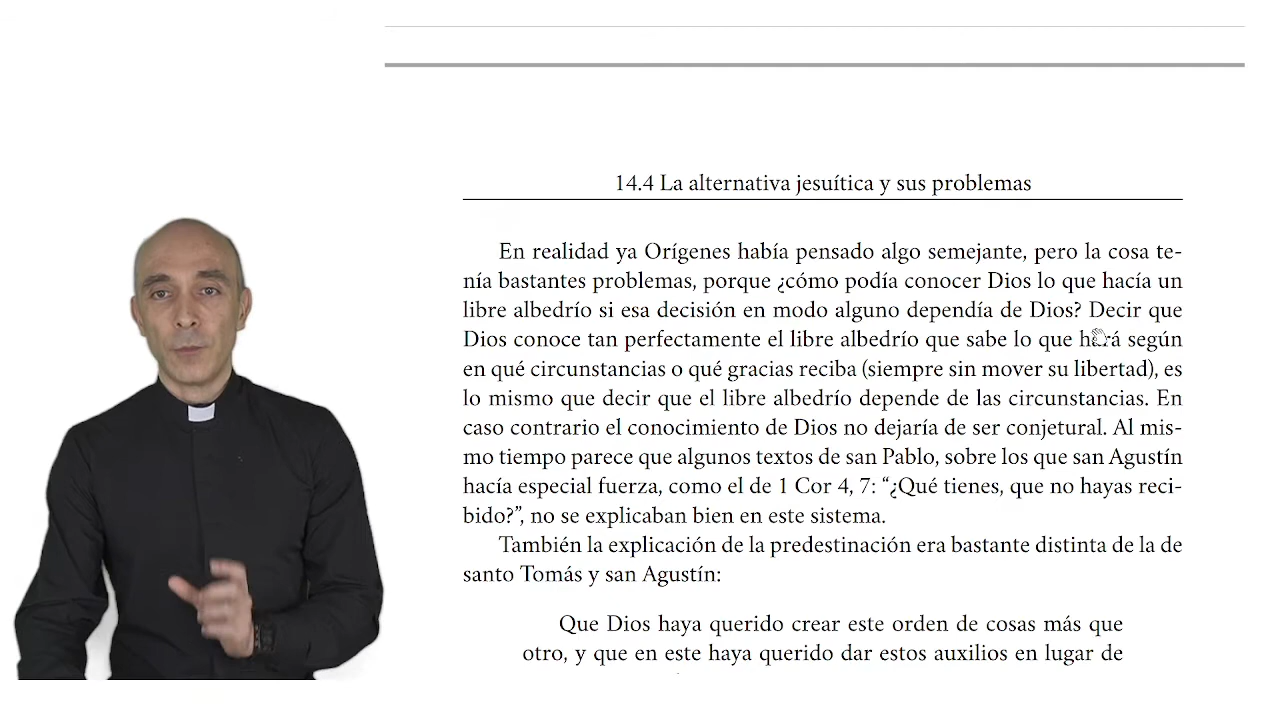 14.4 La alternativa jesuítica y sus problemas
En realidad ya Orígenes había pensado algo semejante, pero la cosa te-
nía bastantes problemas, porque ¿cómo podía conocer Dios lo que hacía un
libre albedrío si esa decisión en modo alguno dependía de Dios? Decir que
Dios conoce tan perfectamente el libre albedrío que sabe lo que hará según
en qué circunstancias o qué gracias reciba (siempre sin mover su libertad), es
lo mismo que decir que el libre albedrío depende de las circunstancias. En
caso contrario el conocimiento de Dios no dejaría de ser conjetural. Al mis-
mo tiempo parece que algunos textos de san Pablo, sobre los que san Agustín
hacía especial fuerza, como el de 1 Cor 4, 7: “¿Qué tienes, que no hayas reci-
bido?”, no se explicaban bien en este sistema.
También la explicación de la predestinación era bastante distinta de la de
santo Tomás y san Agustín:
Que Dios haya querido crear este orden de cosas más que
otro, y que en este haya querido dar estos auxilios en lugar de